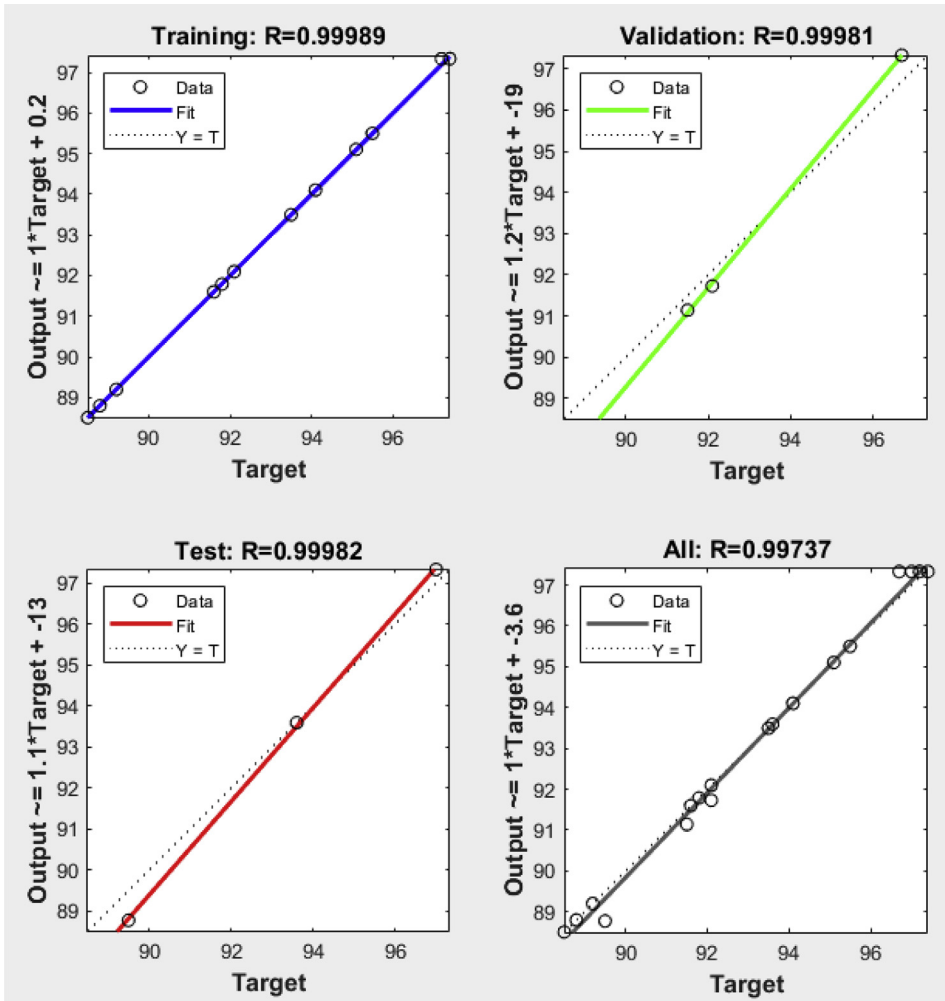 Training: R=0.99989
Output ~= 1*Target + 0.2
97
96
95
94
93
92
91
90
89
Data
Fit
Y = T
90
92
94
96
Target
Validation: R=0.99981
Output ~= 1.2*Target + -19
97
96
95
94
93
92
91
90
89
Data
Fit
Y = T
90
92
94
96
Target
Test: R=0.99982
Output ~= 1.1*Target + -13
97
96
95
94
93
92
91
90
89
Data
Fit
Y = T
90
92
94
96
Target
All: R=0.99737
Output ~= 1*Target + -3.6
97
96
95
94
93
92
91
90
89
Data
Fit
Y = T
90
92
94
96
Target